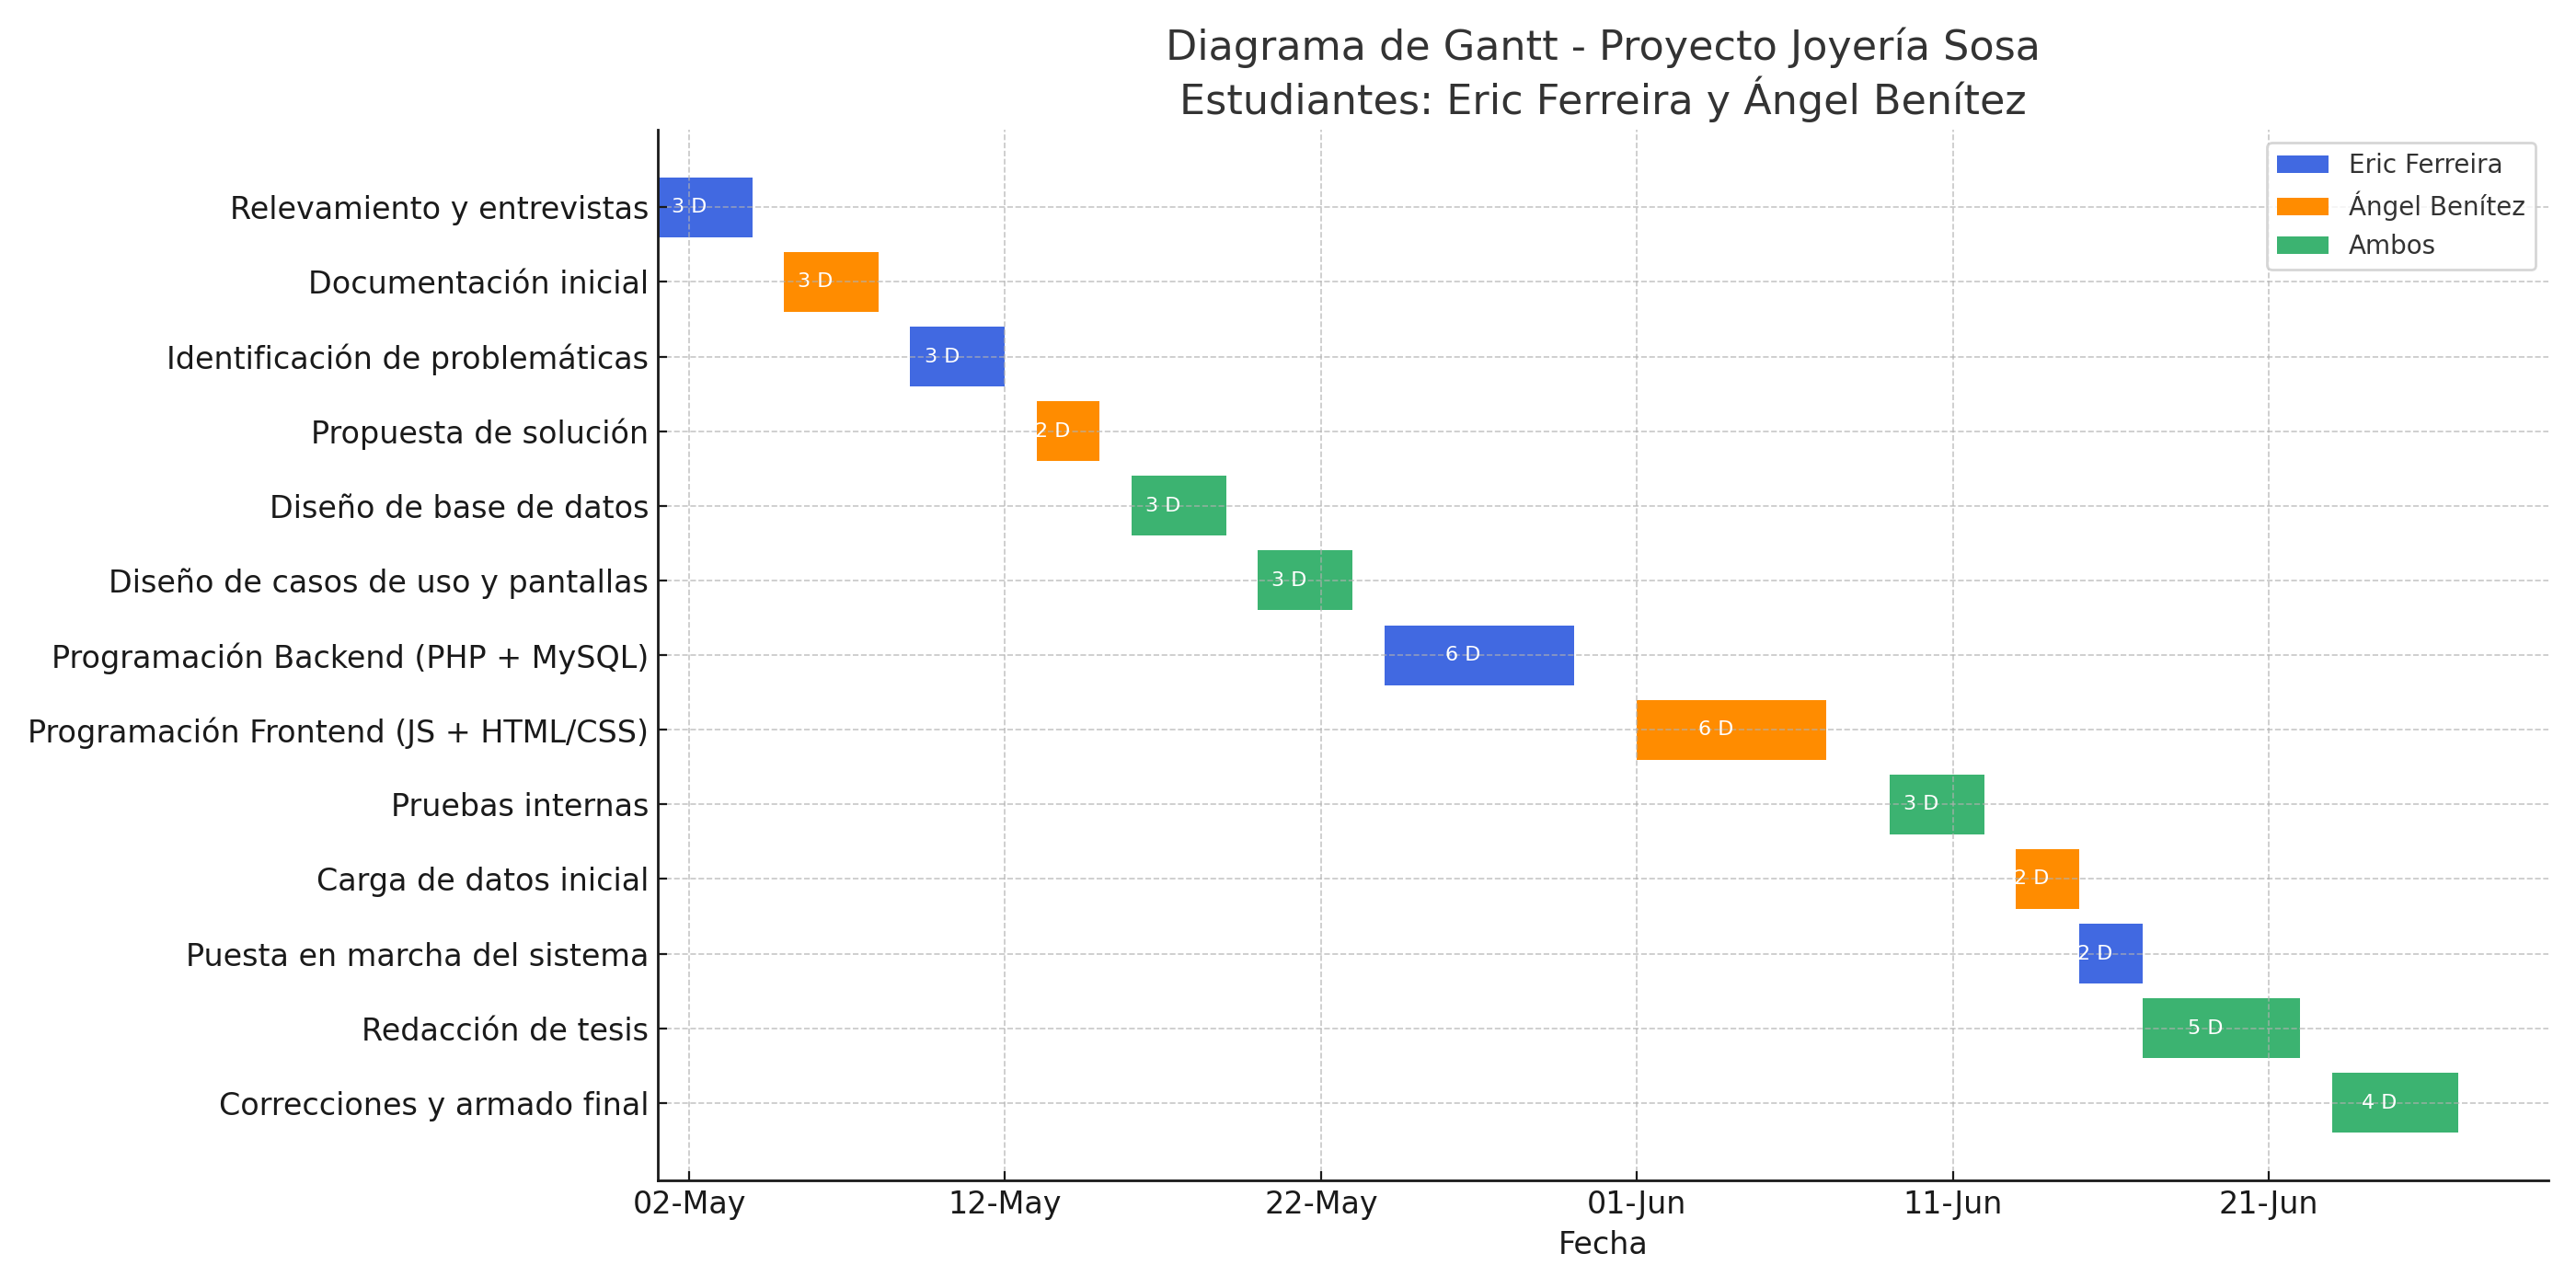 Diagrama de Gantt - Proyecto Joyería Sosa
Estudiantes: Eric Ferreira y Ángel Benítez
Eric Ferreira
Ángel Benítez
Ambos
Relevamiento y entrevistas
3 D
Documentación inicial
3 D
Identificación de problemáticas
3 D
Propuesta de solución
2 D
Diseño de base de datos
3 D
Diseño de casos de uso y pantallas
3 D
Programación Backend (PHP + MySQL)
6 D
Programación Frontend (JS + HTML/CSS)
6 D
Pruebas internas
3 D
Carga de datos inicial
2 D
Puesta en marcha del sistema
2 D
Redacción de tesis
5 D
Correcciones y armado final
4 D
02-May
12-May
22-May
01-Jun
11-Jun
21-Jun
Fecha